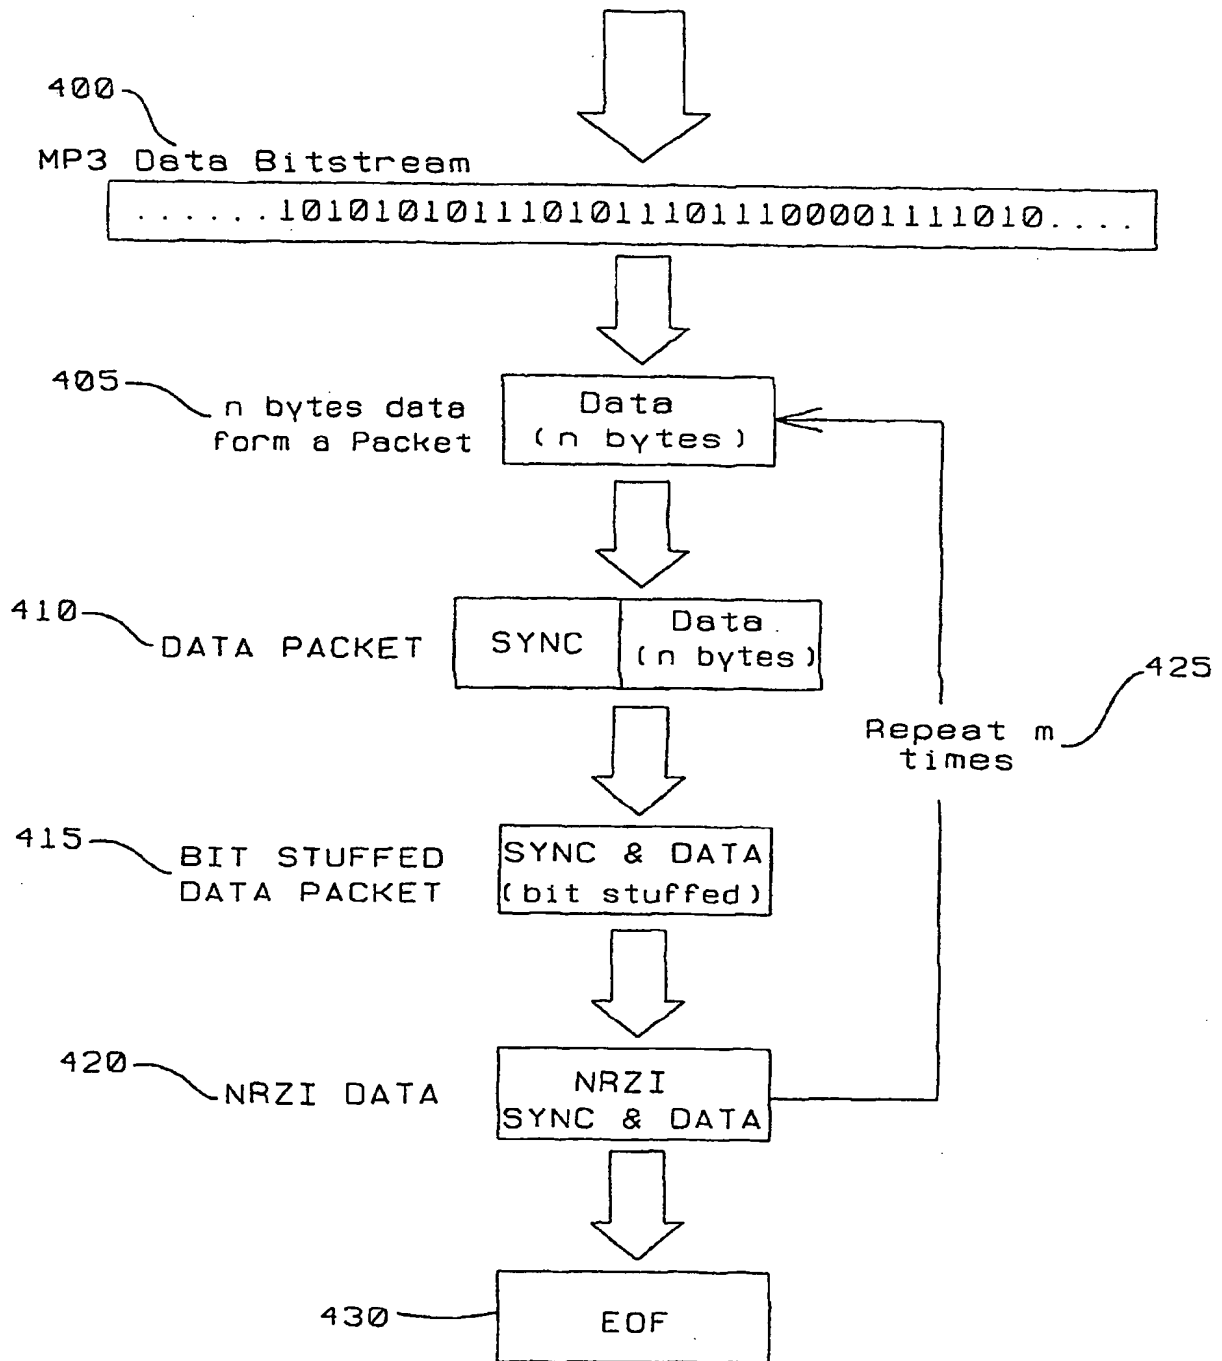 400
MP3 Data Bitstream
......10101010111010111011100001111010....
405
n bytes data
form a Packet
Data
(n bytes)
410
DATA PACKET
SYNC
Data
(n bytes)
425
Repeat m
times
415
BIT STUFFED
DATA PACKET
SYNC & DATA
(bit stuffed)
420
NRZI DATA
NRZI
SYNC & DATA
430
EOF